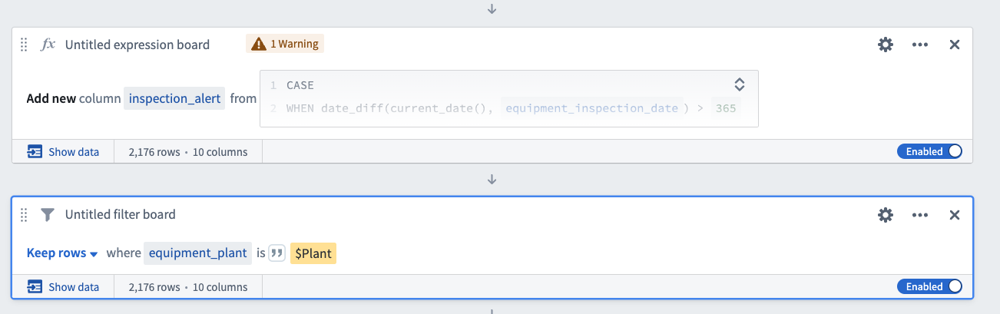 fx Untitled expression board 1 Warning
Add new column inspection_alert from
1 CASE
2 WHEN date_diff(current_date(), equipment_inspection_date ) > 365
Show data 2,176 rows • 10 columns Enabled
Untitled filter board
Keep rows where equipment_plant is ❞ $Plant
Show data 2,176 rows • 10 columns Enabled